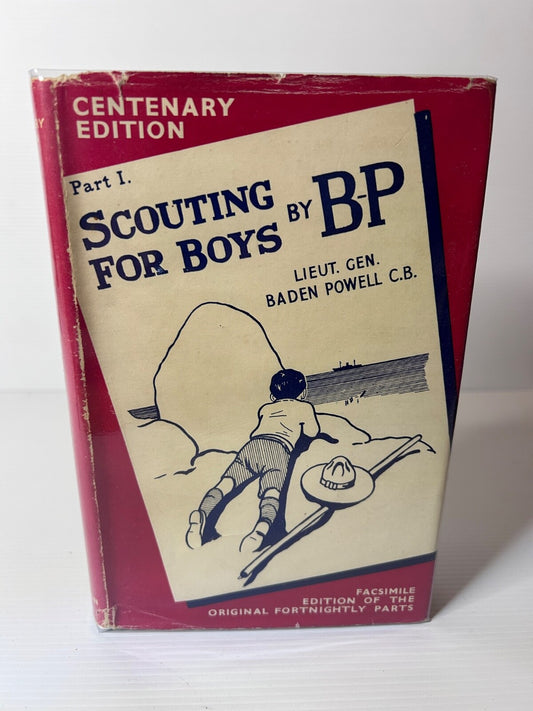 CENTENARY
EDITION
Part I.
SCOUTING
FOR BOYS
BY
B-P
LIEUT. GEN.
BADEN POWELL C.B.
FACSIMILE
EDITION OF THE
ORIGINAL FORTNIGHTLY PARTS